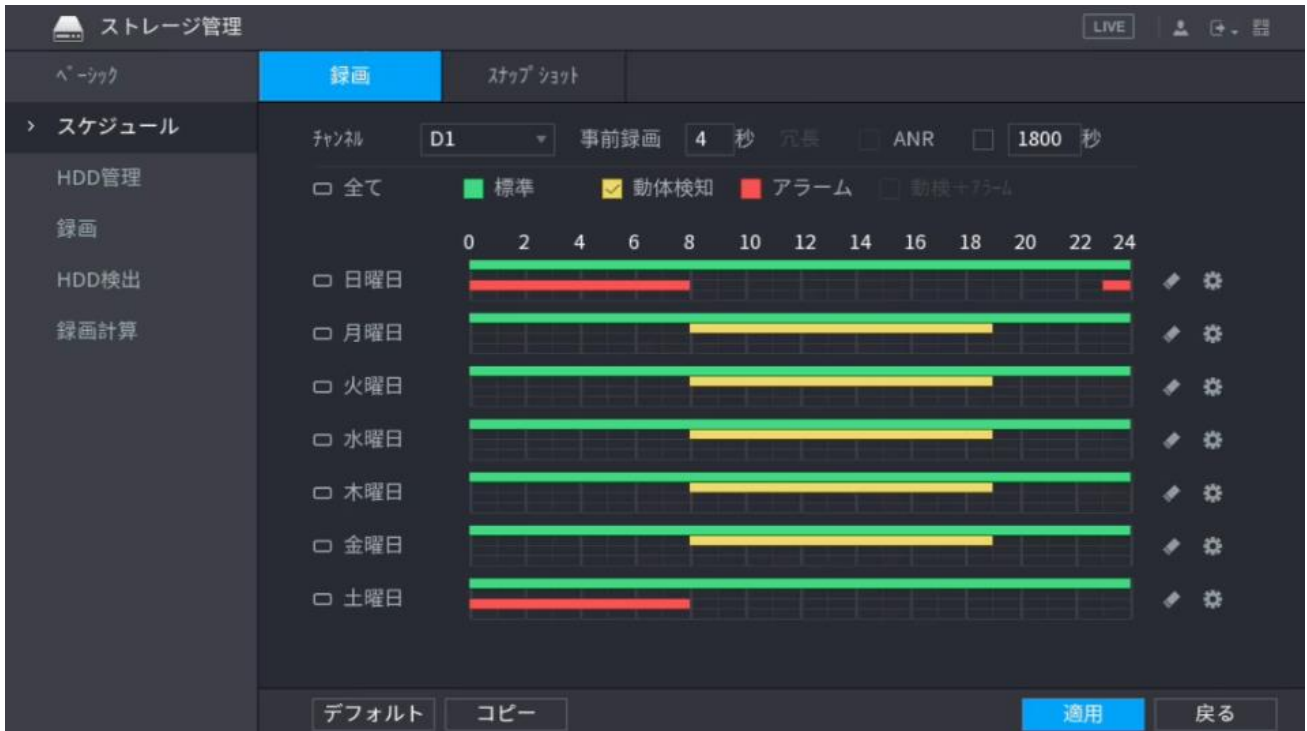 ストレージ管理
LIVE
ﾍﾞｰｼｯｸ
録画
ｽﾅｯﾌﾟｼｮｯﾄ
スケジュール
HDD管理
録画
HDD検出
録画計算
ﾁｬﾝﾈﾙ D1 事前録画 4 秒 冗長 ANR 1800 秒
全て 標準 動体検知 アラーム 動検+ｱﾗｰﾑ
0 2 4 6 8 10 12 14 16 18 20 22 24
日曜日
月曜日
火曜日
水曜日
木曜日
金曜日
土曜日
デフォルト コピー 適用 戻る